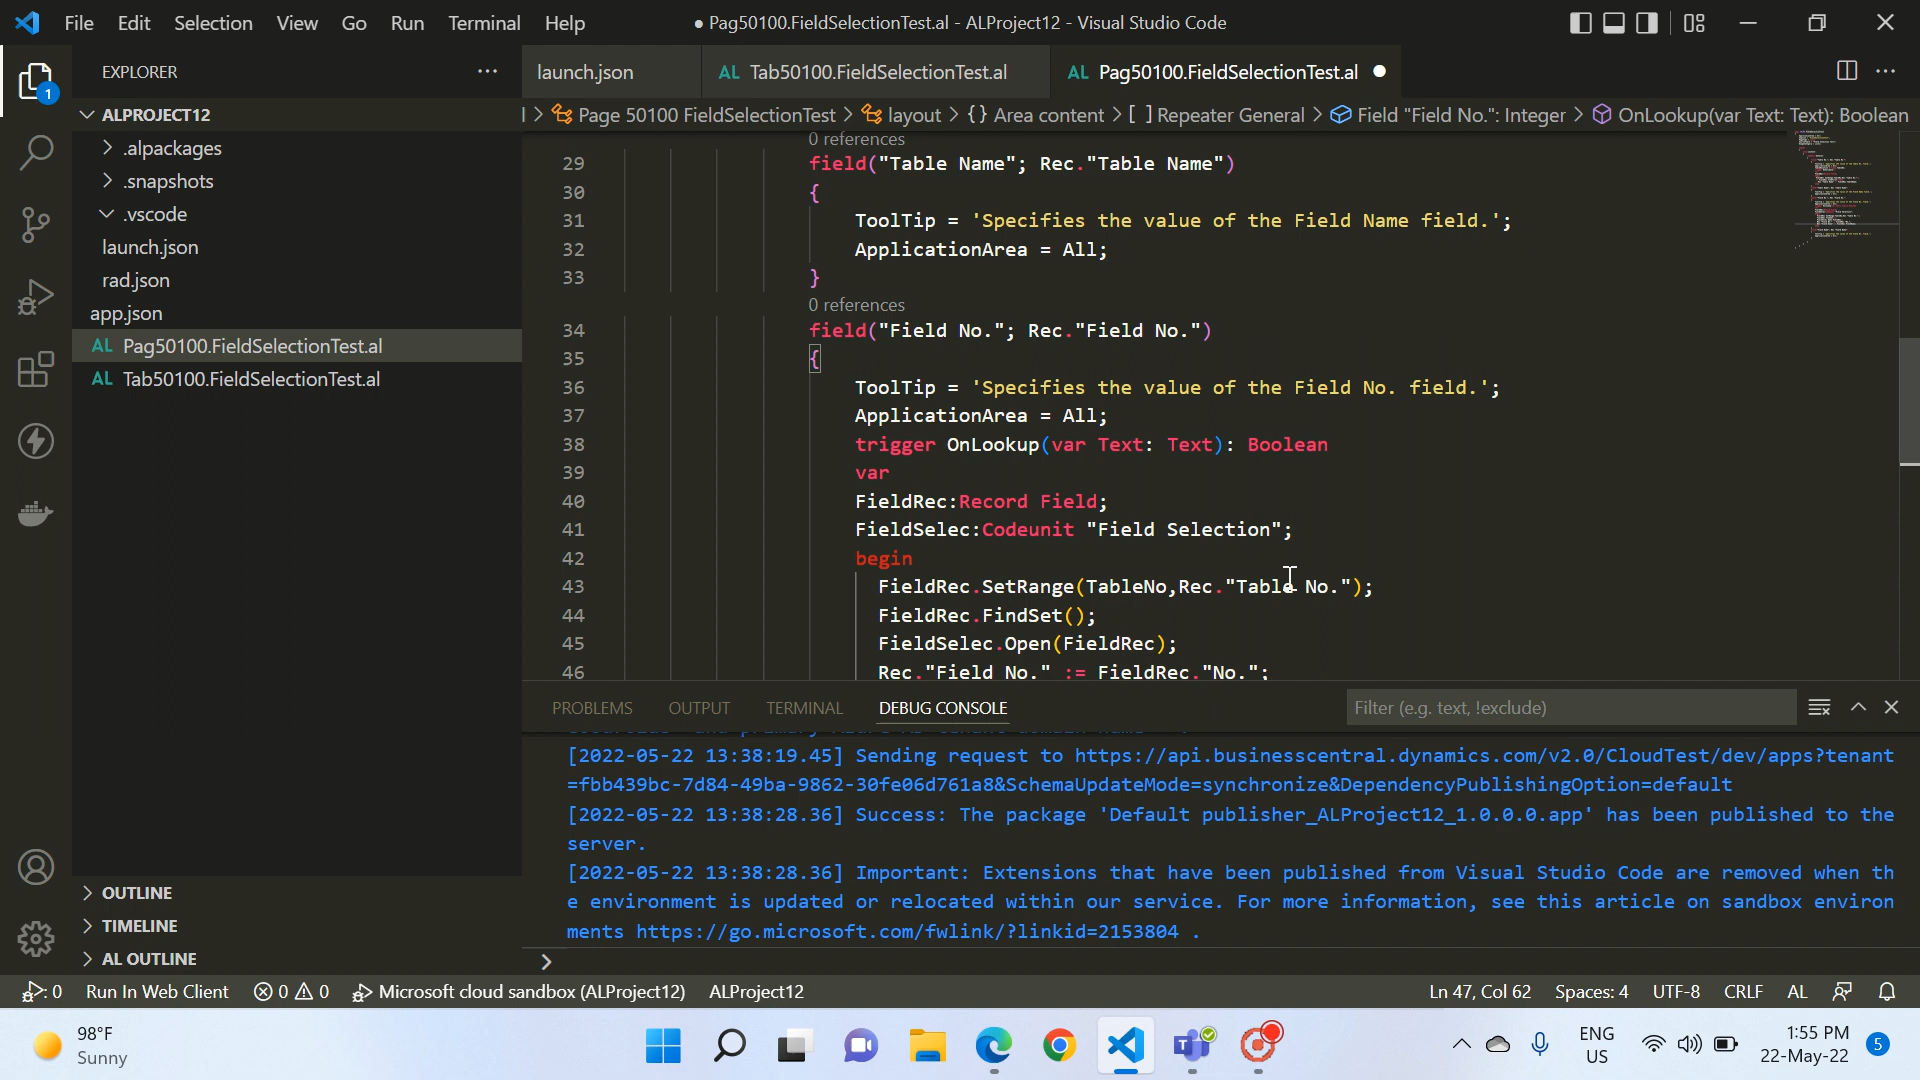 File Edit Selection View Go Run Terminal Help
● Pag50100.FieldSelectionTest.al - ALProject12 - Visual Studio Code
EXPLORER
launch.json
AL Tab50100.FieldSelectionTest.al
AL Pag50100.FieldSelectionTest.al ●
1
ALPROJECT12
.alpackages
.snapshots
.vscode
launch.json
rad.json
app.json
AL Pag50100.FieldSelectionTest.al
AL Tab50100.FieldSelectionTest.al
OUTLINE
TIMELINE
AL OUTLINE
l > Page 50100 FieldSelectionTest > layout > {} Area content > [ ] Repeater General > Field "Field No.": Integer > OnLookup(var Text: Text): Boolean
0 references
29 field("Table Name"; Rec."Table Name")
30 {
31 ToolTip = 'Specifies the value of the Field Name field.';
32 ApplicationArea = All;
33 }
0 references
34 field("Field No."; Rec."Field No.")
35 {
36 ToolTip = 'Specifies the value of the Field No. field.';
37 ApplicationArea = All;
38 trigger OnLookup(var Text: Text): Boolean
39 var
40 FieldRec:Record Field;
41 FieldSelec:Codeunit "Field Selection";
42 begin
43 FieldRec.SetRange(TableNo,Rec."Table No.");
44 FieldRec.FindSet();
45 FieldSelec.Open(FieldRec);
46 Rec."Field No." := FieldRec."No.";
PROBLEMS OUTPUT TERMINAL DEBUG CONSOLE
Filter (e.g. text, !exclude)
[2022-05-22 13:38:19.45] Sending request to https://api.businesscentral.dynamics.com/v2.0/CloudTest/dev/apps?tenant
=fbb439bc-7d84-49ba-9862-30fe06d761a8&SchemaUpdateMode=synchronize&DependencyPublishingOption=default
[2022-05-22 13:38:28.36] Success: The package 'Default publisher_ALProject12_1.0.0.0.app' has been published to the
server.
[2022-05-22 13:38:28.36] Important: Extensions that have been published from Visual Studio Code are removed when th
e environment is updated or relocated within our service. For more information, see this article on sandbox environ
ments https://go.microsoft.com/fwlink/?linkid=2153804 .
: 0 Run In Web Client 0 0 Microsoft cloud sandbox (ALProject12) ALProject12
Ln 47, Col 62 Spaces: 4 UTF-8 CRLF AL
98°F
Sunny
ENG
US
1:55 PM
22-May-22
5